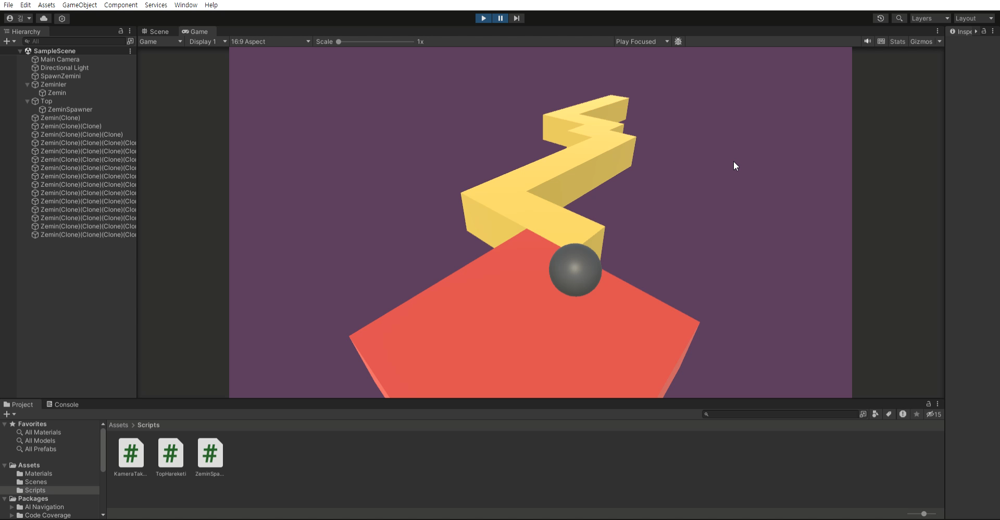 File Edit Assets GameObject Component Services Window Help
김
Layers Layout
Hierarchy
All
SampleScene
Main Camera
Directional Light
SpawnZemini
Zeminler
Zemin
Top
ZeminSpawner
Zemin(Clone)
Zemin(Clone)(Clone)
Zemin(Clone)(Clone)(Clone)
Zemin(Clone)(Clone)(Clone)(Clo
Zemin(Clone)(Clone)(Clone)(Clo
Zemin(Clone)(Clone)(Clone)(Clo
Zemin(Clone)(Clone)(Clone)(Clo
Zemin(Clone)(Clone)(Clone)(Clo
Zemin(Clone)(Clone)(Clone)(Clo
Zemin(Clone)(Clone)(Clone)(Clo
Zemin(Clone)(Clone)(Clone)(Clo
Zemin(Clone)(Clone)(Clone)(Clo
Zemin(Clone)(Clone)(Clone)(Clo
Zemin(Clone)(Clone)(Clone)(Clo
Zemin(Clone)(Clone)(Clone)(Clo
Scene Game
Game Display 1 16:9 Aspect Scale 1x Play Focused Stats Gizmos
Inspe
Project Console
15
Favorites
All Materials
All Models
All Prefabs
Assets
Materials
Scenes
Scripts
Packages
AI Navigation
Code Coverage
Assets > Scripts
# # #
KameraTak... TopHareketi ZeminSpa...